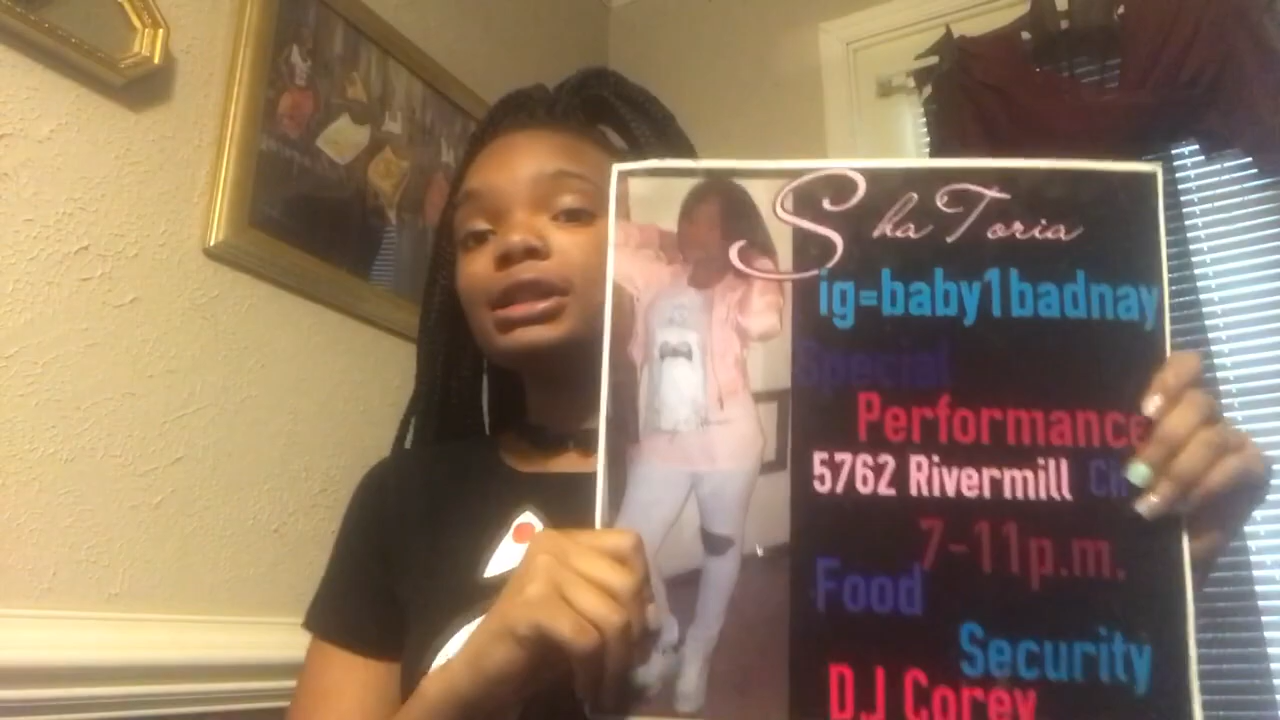 ShaToria
ig=baby1badnay
Special
Performance
5762 Rivermill
7-11p.m.
Food
Security
DJ Corey